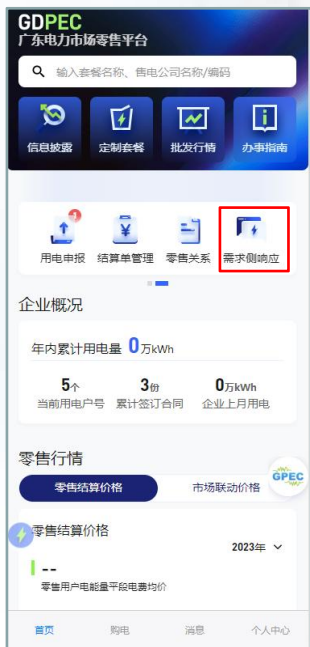 GDPEC
广东电力市场零售平台
输入套餐名称、售电公司名称/编码
信息披露 定制套餐 批发行情 办事指南
1
用电申报 结算单管理 零售关系 需求侧响应
企业概况
年内累计用电量 0万kWh
5个 3份 0万kWh
当前用电户号 累计签订合同 企业上月用电
零售行情
GPEC
零售结算价格 市场联动价格
零售结算价格
2023年
--
零售用户电能量平段电费均价
首页 购电 消息 个人中心